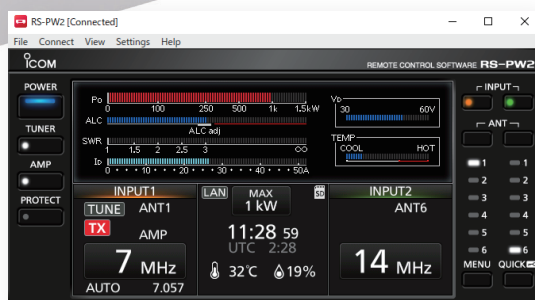 RS-PW2 [Connected]
File Connect View Settings Help
ICOM
REMOTE CONTROL SOFTWARE RS-PW2
POWER
TUNER
AMP
PROTECT
Po
0 100 250 500 1k 1.5kW
ALC
ALC adj
SWR
1 1.5 2 2.5 3 ∞
ID
0 10 20 30 40 50A
VD
30 60V
TEMP
COOL HOT
INPUT1
TUNE ANT1
TX AMP
7 MHz
AUTO 7.057
LAN MAX
1 kW
SD
11:28 59
UTC 2:28
32℃ 19%
INPUT2
ANT6
14 MHz
INPUT
ANT
1 1
2 2
3 3
4 4
5 5
6 6
MENU QUICK